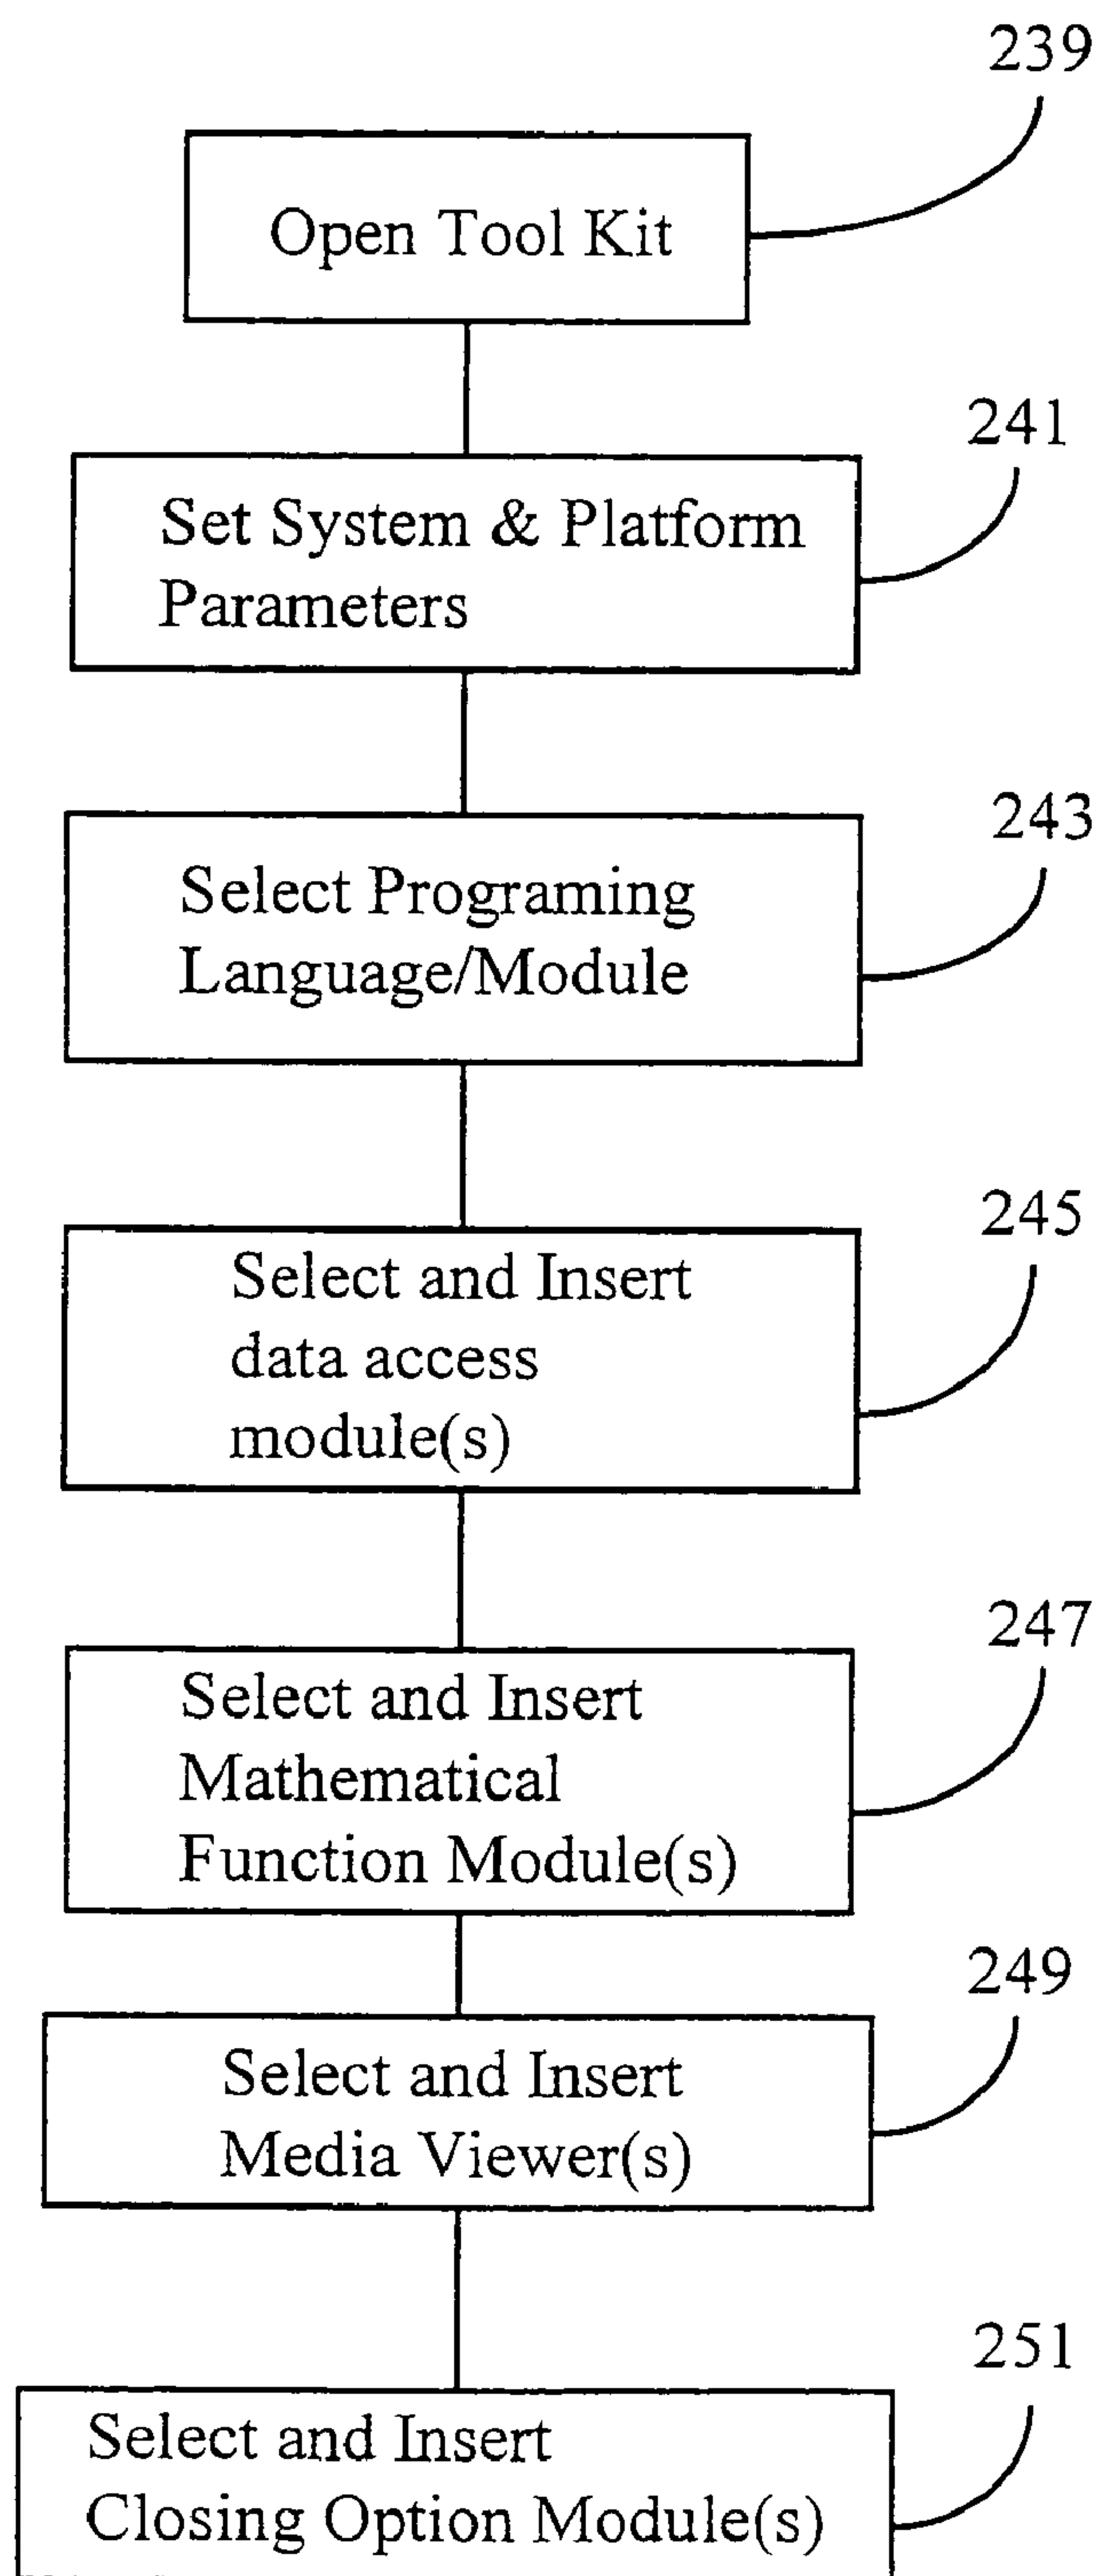 239
Open Tool Kit
241
Set System & Platform
Parameters
243
Select Programing
Language/Module
245
Select and Insert
data access
module(s)
247
Select and Insert
Mathematical
Function Module(s)
249
Select and Insert
Media Viewer(s)
251
Select and Insert
Closing Option Module(s)